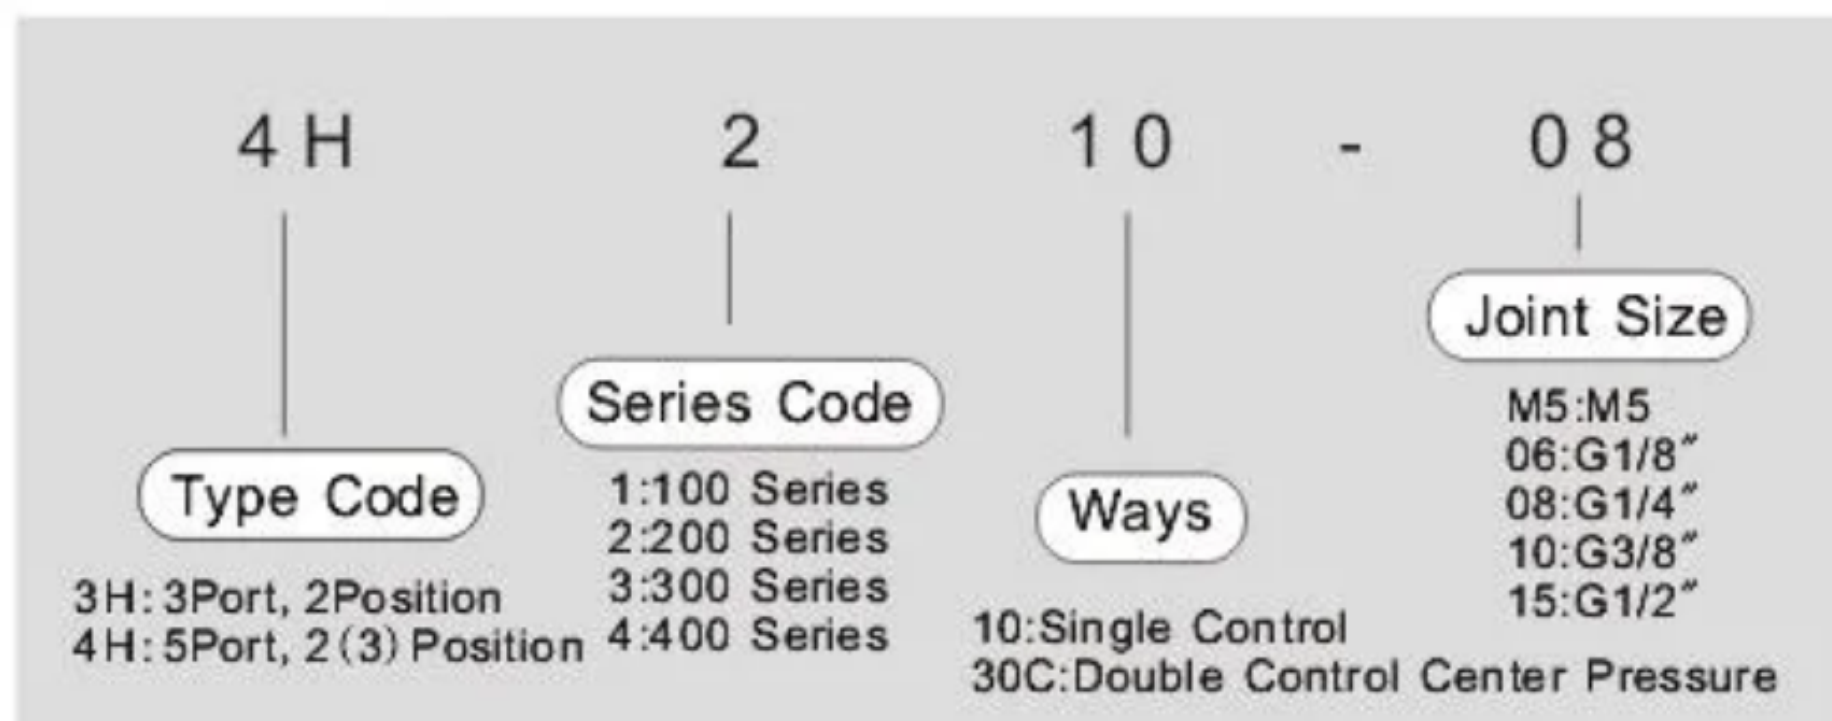 4H 2 10 - 08
Type Code
3H: 3Port, 2Position
4H: 5Port, 2(3) Position
Series Code
1:100 Series
2:200 Series
3:300 Series
4:400 Series
Ways
10:Single Control
30C:Double Control Center Pressure
Joint Size
M5:M5
06:G1/8″
08:G1/4″
10:G3/8″
15:G1/2″